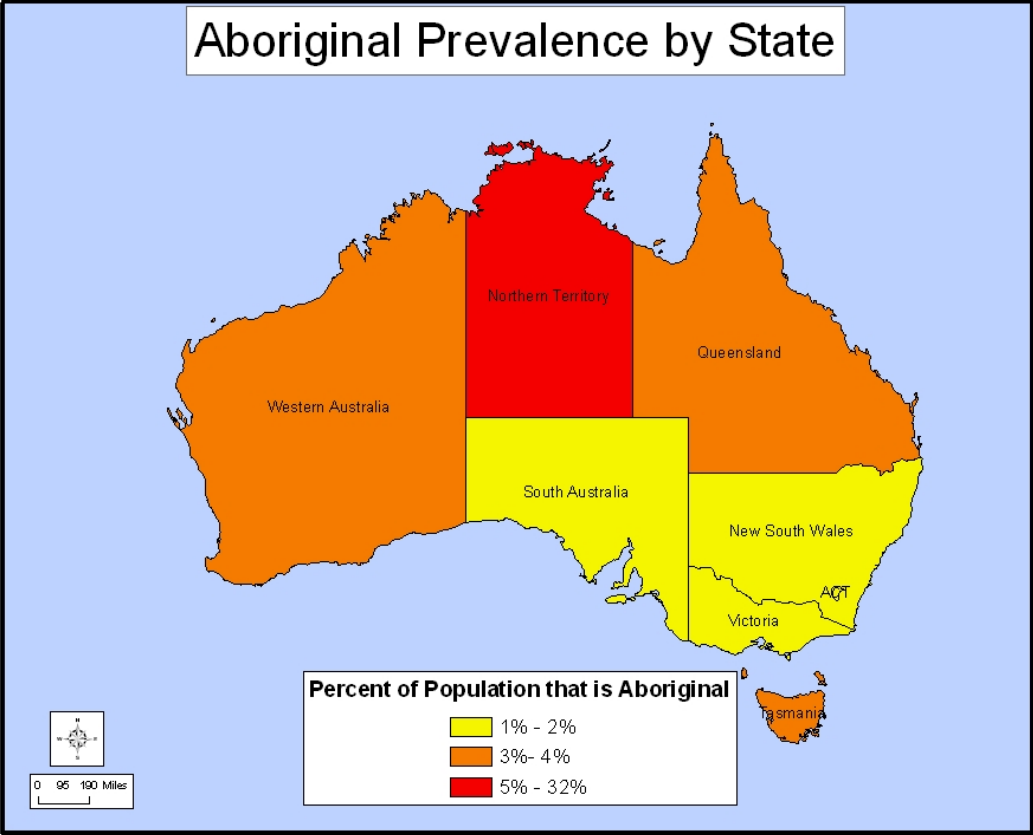 Aboriginal Prevalence by State
Northern Territory
Queensland
Western Australia
South Australia
New South Wales
ACT
Victoria
Tasmania
Percent of Population that is Aboriginal
1% - 2%
3%- 4%
5% - 32%
N
W E
S
0 95 190 Miles